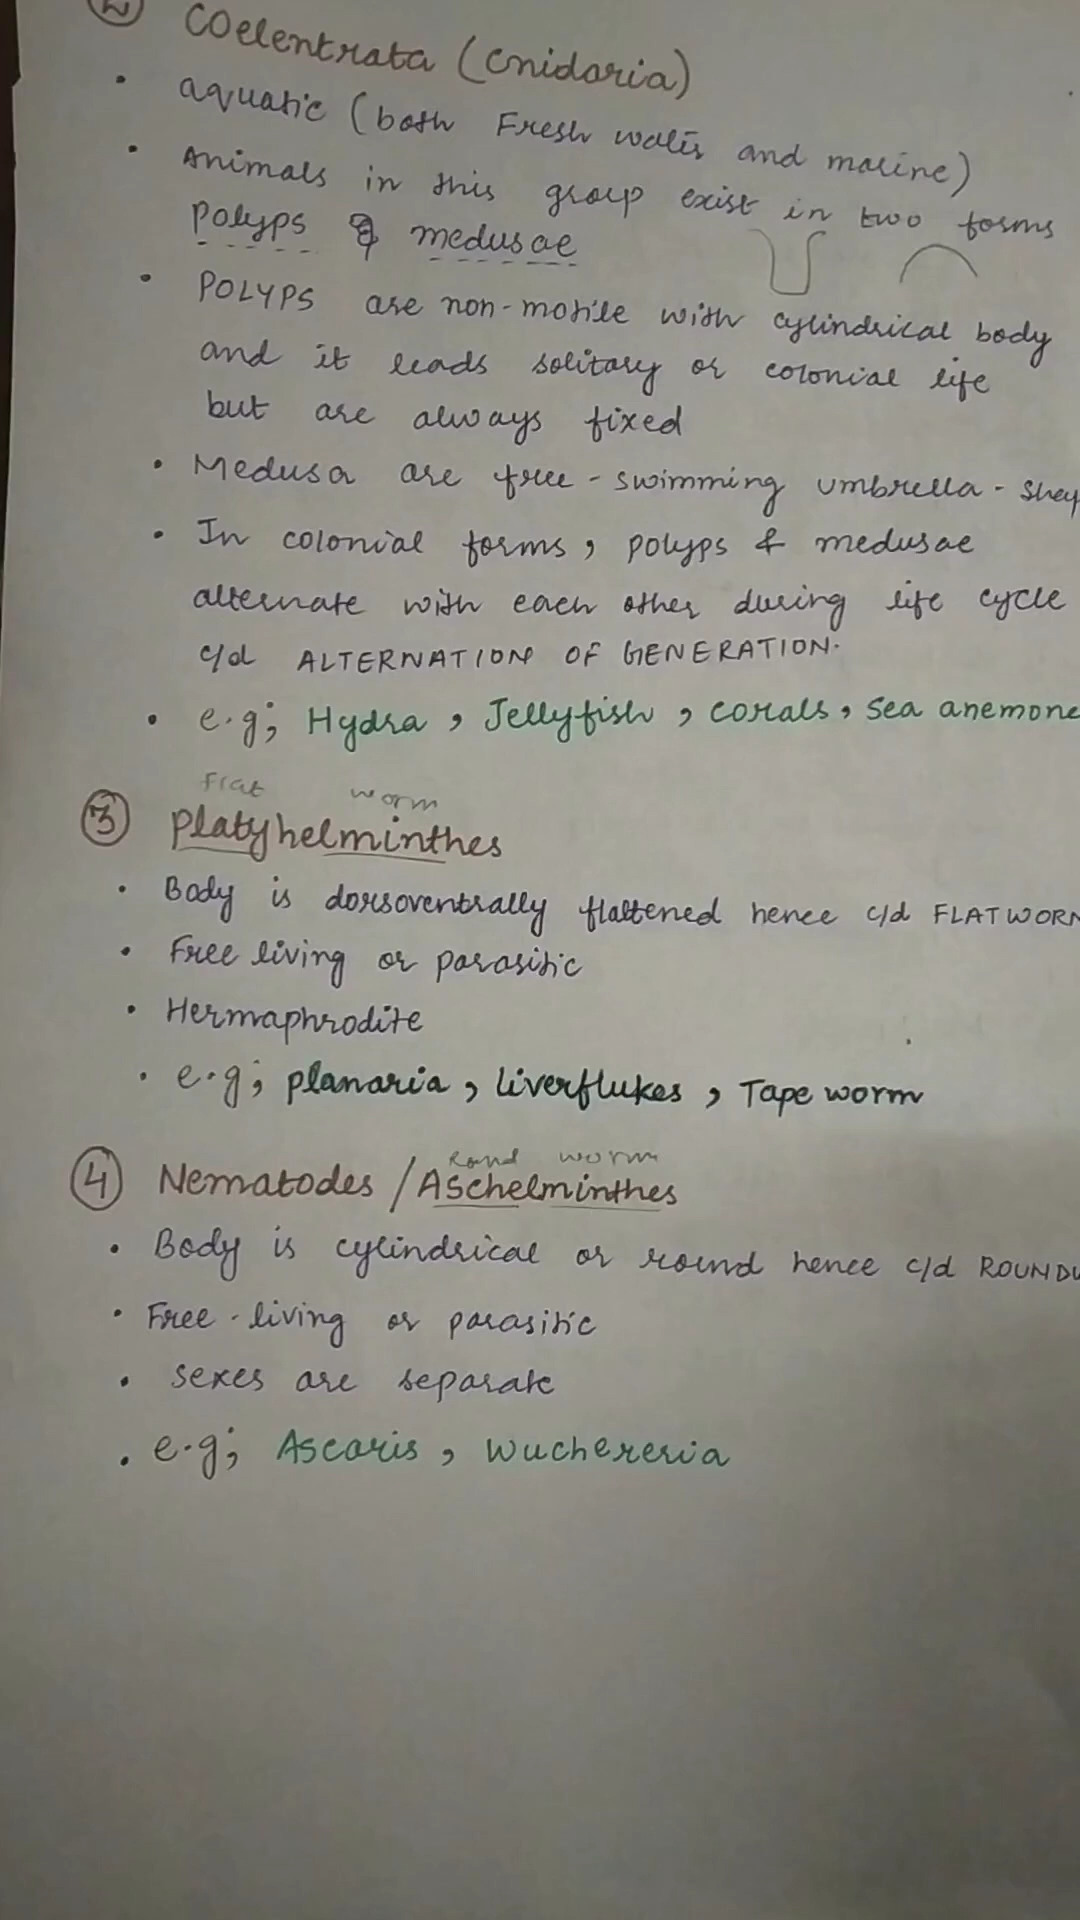 ② Coelentrata (Cnidaria)
• aquatic (both Fresh water and marine)
• Animals in this group exist in two forms
Polyps & medusae
• POLYPS are non-motile with cylindrical body
and it leads solitary or colonial life
but are always fixed
• Medusa are free-swimming umbrella-
• In colonial forms, polyps & medusae
alternate with each other during life cycle
c/d ALTERNATION OF GENERATION.
• e.g; Hydra, Jellyfish, corals, Sea anemone
Flat worm
③ Platyhelminthes
• Body is dorsoventrally flattened hence c/d
• Free living or parasitic
• Hermaphrodite
• e.g; planaria, liverflukes, Tape worm
Rond worm
④ Nematodes / Aschelminthes
• Body is cylindrical or round hence c/d
• Free-living or parasitic
• sexes are separate
• e.g; Ascaris, Wuchereria